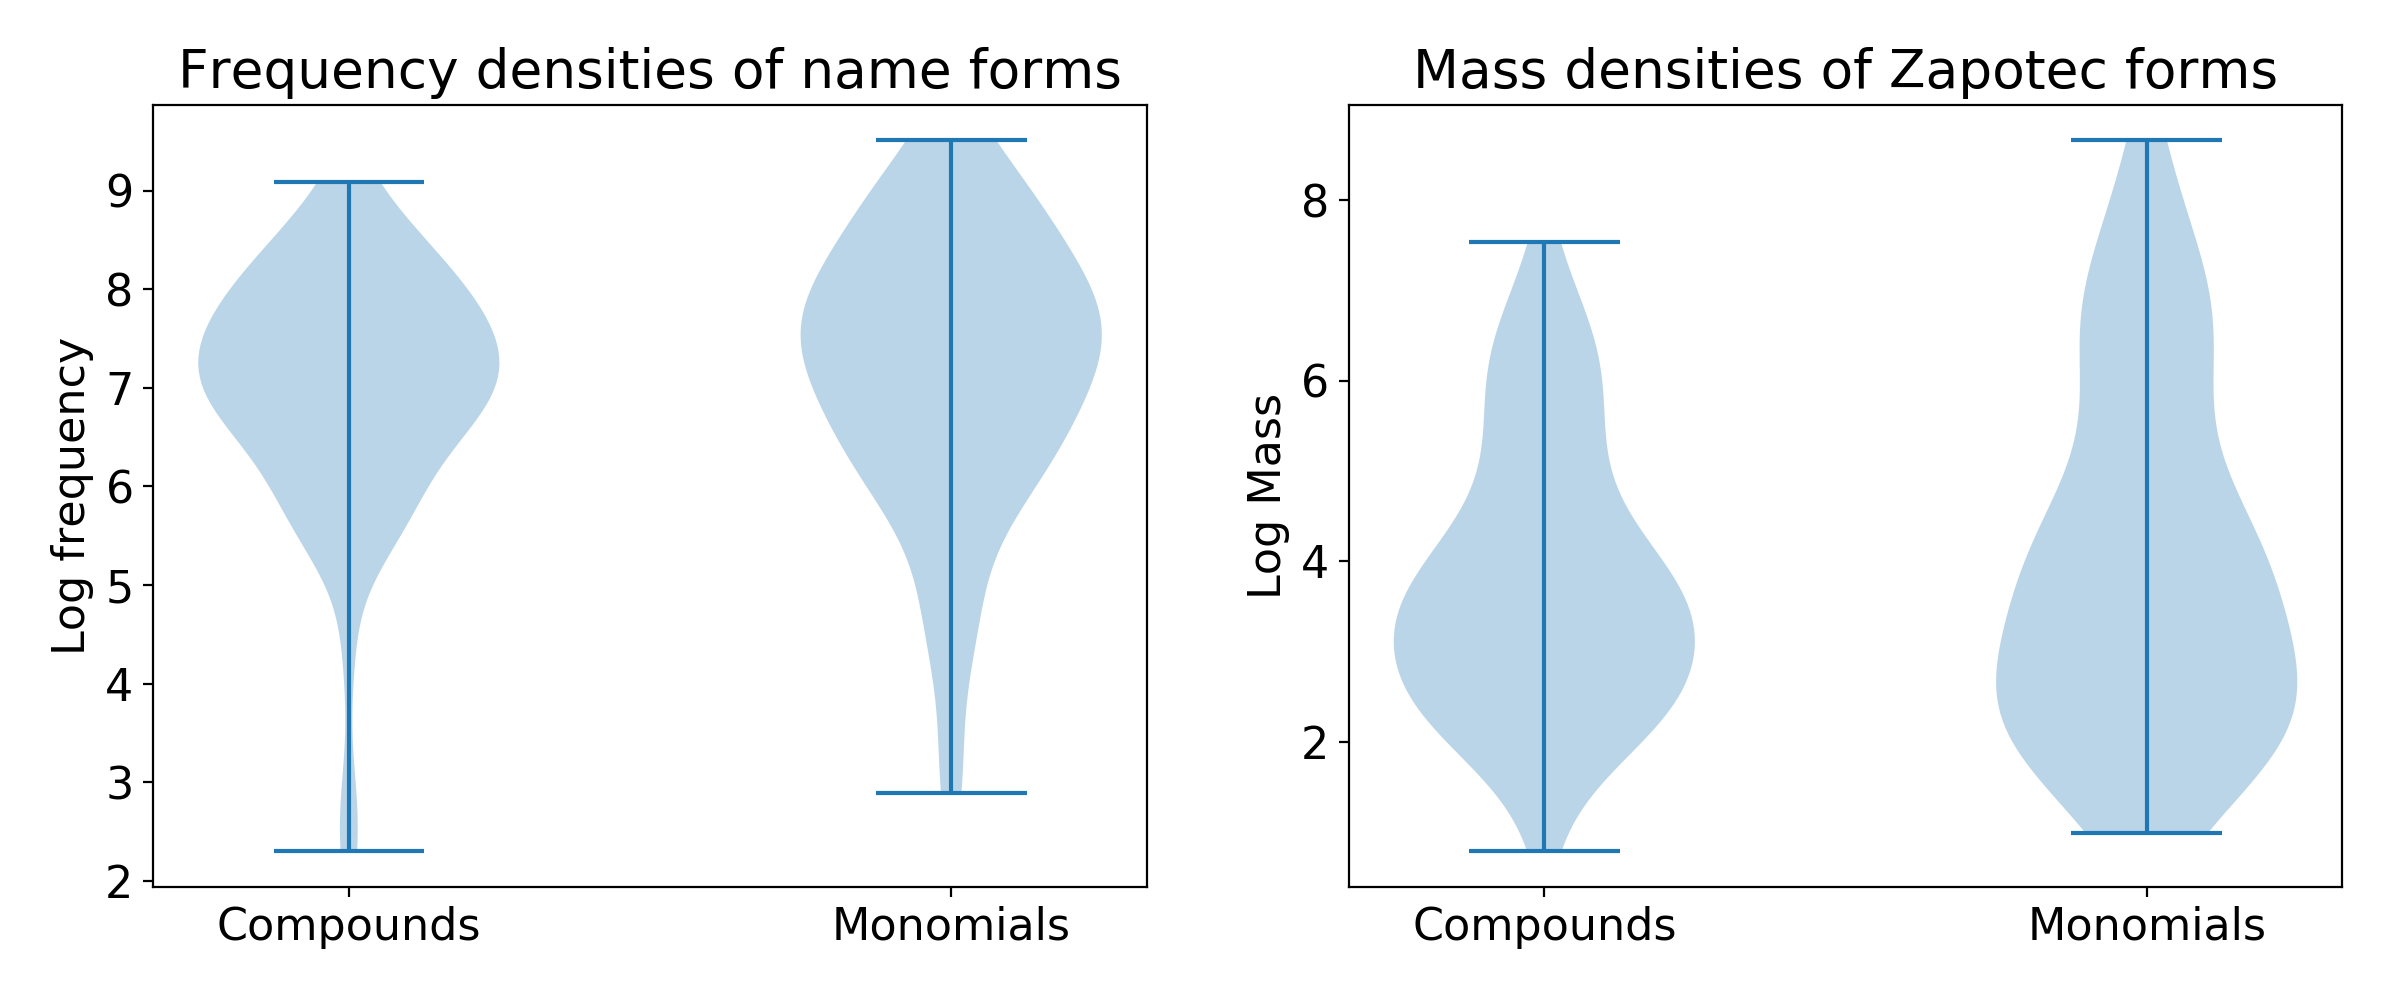 Frequency densities of name forms
Log frequency
9
8
7
6
5
4
3
2
Compounds Monomials
Mass densities of Zapotec forms
Log Mass
8
6
4
2
Compounds Monomials